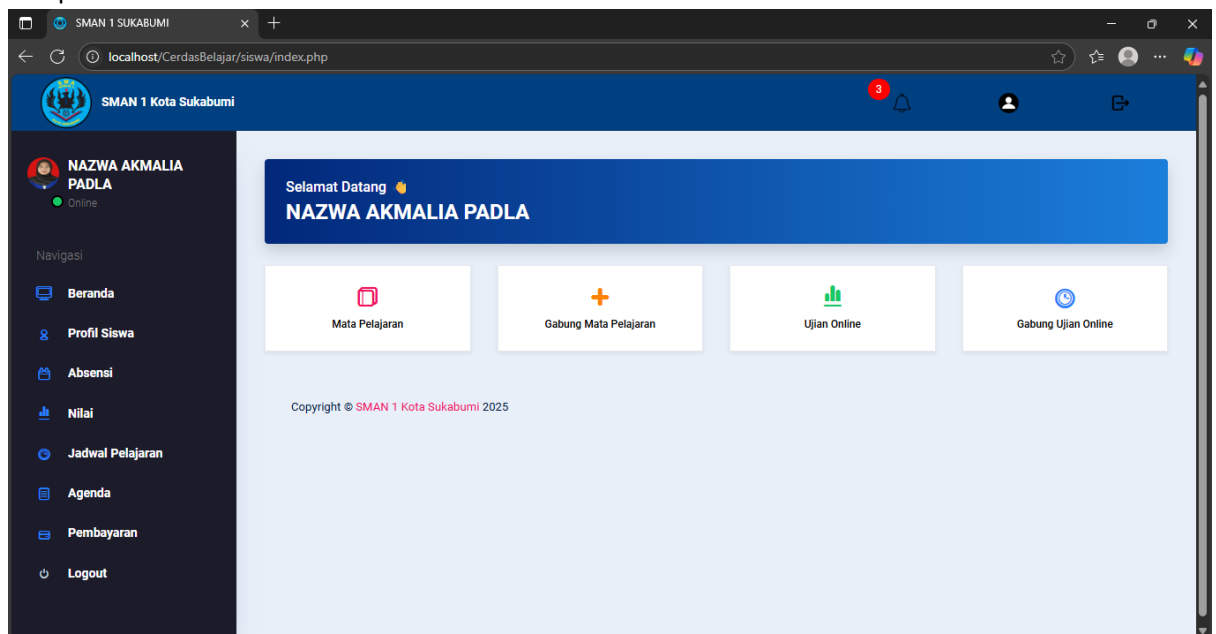 SMAN 1 SUKABUMI
localhost/CerdasBelajar/siswa/index.php
SMAN 1 Kota Sukabumi
3
NAZWA AKMALIA
PADLA
Online
Navigasi
Beranda
Profil Siswa
Absensi
Nilai
Jadwal Pelajaran
Agenda
Pembayaran
Logout
Selamat Datang 👋
NAZWA AKMALIA PADLA
Mata Pelajaran
Gabung Mata Pelajaran
Ujian Online
Gabung Ujian Online
Copyright © SMAN 1 Kota Sukabumi 2025